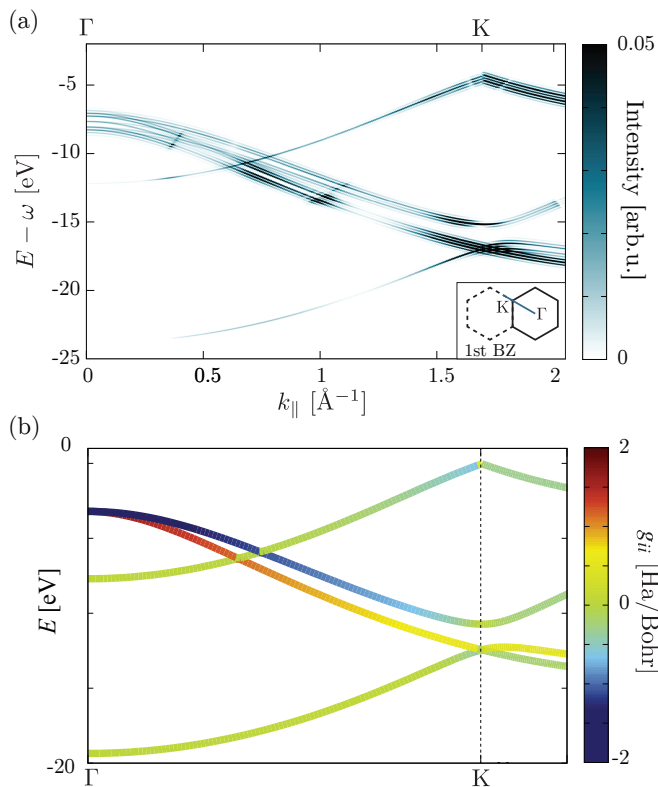 (a)
Γ
K
-5
-10
-15
-20
-25
E − ω [eV]
0
0.5
1
1.5
2
k∥ [Å⁻¹]
K
Γ
1st BZ
0.05
0
Intensity [arb.u.]
(b)
0
-20
E [eV]
Γ
K
2
0
-2
gᵢᵢ [Ha/Bohr]